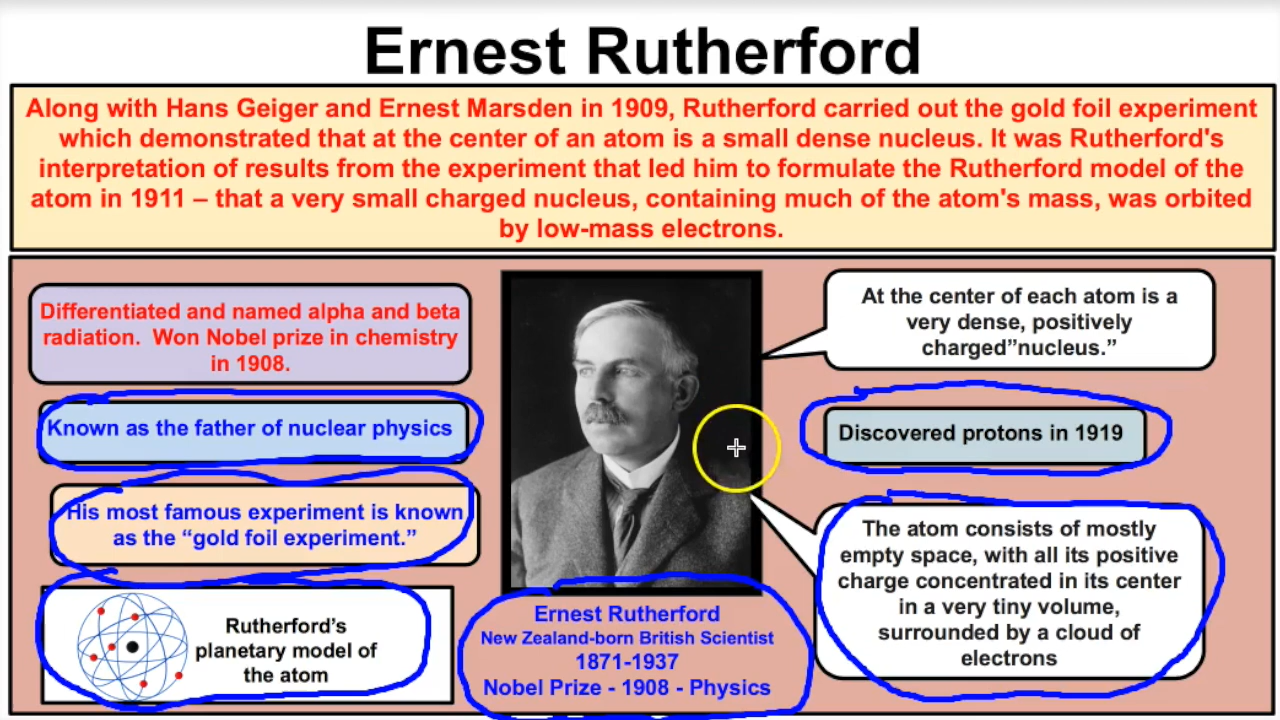 Ernest Rutherford
Along with Hans Geiger and Ernest Marsden in 1909, Rutherford carried out the gold foil experiment
which demonstrated that at the center of an atom is a small dense nucleus. It was Rutherford's
interpretation of results from the experiment that led him to formulate the Rutherford model of the
atom in 1911 – that a very small charged nucleus, containing much of the atom's mass, was orbited
by low-mass electrons.
Differentiated and named alpha and beta
radiation. Won Nobel prize in chemistry
in 1908.
Known as the father of nuclear physics
His most famous experiment is known
as the “gold foil experiment.”
Rutherford’s
planetary model of
the atom
Ernest Rutherford
New Zealand-born British Scientist
1871-1937
Nobel Prize - 1908 - Physics
At the center of each atom is a
very dense, positively
charged”nucleus.”
Discovered protons in 1919
The atom consists of mostly
empty space, with all its positive
charge concentrated in its center
in a very tiny volume,
surrounded by a cloud of
electrons